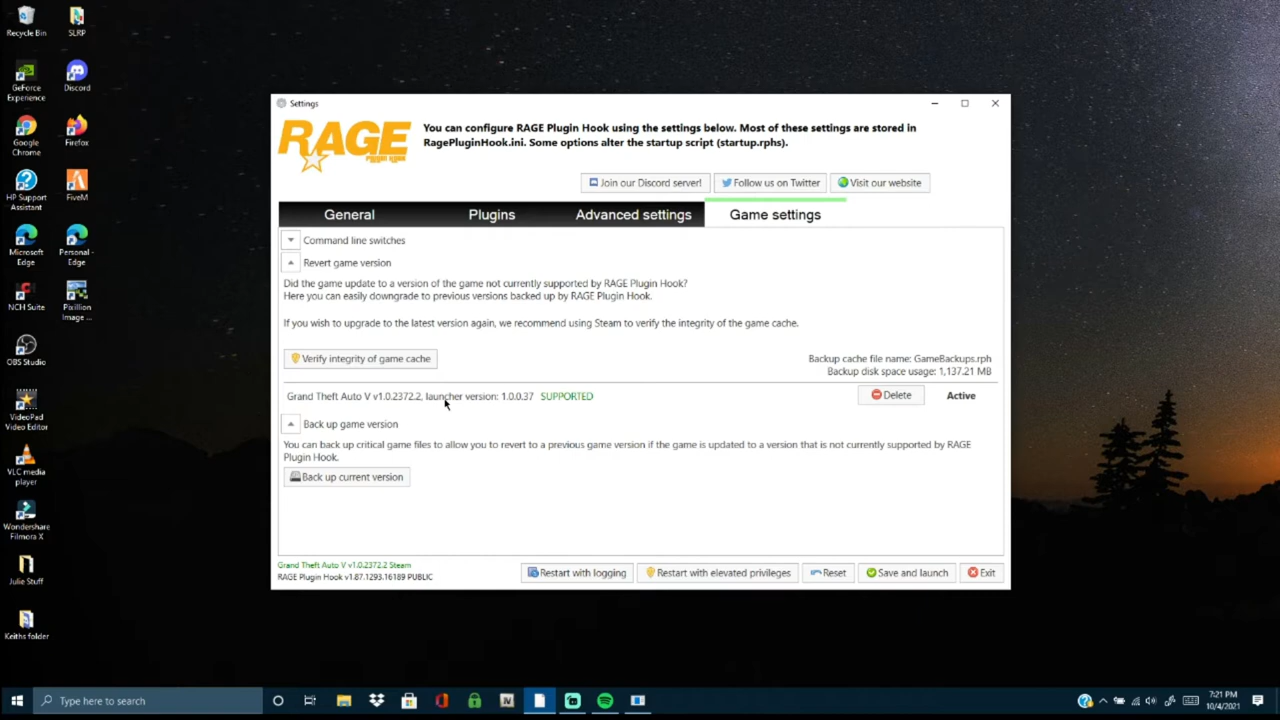 Recycle Bin
SLRP
GeForce
Experience
Discord
Google
Chrome
Firefox
HP Support
Assistant
FiveM
Microsoft
Edge
Personal -
Edge
NCH Suite
Pixillion
Image ...
OBS Studio
VideoPad
Video Editor
VLC media
player
Wondershare
Filmora X
Julie Stuff
Keiths folder
Settings
RAGE
PLUGIN HOOK
You can configure RAGE Plugin Hook using the settings below. Most of these settings are stored in
RagePluginHook.ini. Some options alter the startup script (startup.rphs).
Join our Discord server!
Follow us on Twitter
Visit our website
General
Plugins
Advanced settings
Game settings
Command line switches
Revert game version
Did the game update to a version of the game not currently supported by RAGE Plugin Hook?
Here you can easily downgrade to previous versions backed up by RAGE Plugin Hook.
If you wish to upgrade to the latest version again, we recommend using Steam to verify the integrity of the game cache.
Verify integrity of game cache
Backup cache file name: GameBackups.rph
Backup disk space usage: 1,137.21 MB
Grand Theft Auto V v1.0.2372.2, launcher version: 1.0.0.37 SUPPORTED
Delete
Active
Back up game version
You can back up critical game files to allow you to revert to a previous game version if the game is updated to a version that is not currently supported by RAGE
Plugin Hook.
Back up current version
Grand Theft Auto V v1.0.2372.2 Steam
RAGE Plugin Hook v1.87.1293.16189 PUBLIC
Restart with logging
Restart with elevated privileges
Reset
Save and launch
Exit
Type here to search
IV
7:21 PM
10/4/2021